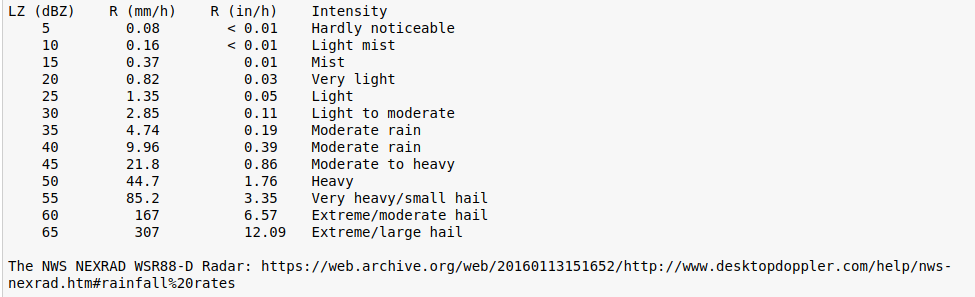 LZ (dBZ)    R (mm/h)    R (in/h)    Intensity
5    0.08    < 0.01    Hardly noticeable
10    0.16    < 0.01    Light mist
15    0.37    0.01    Mist
20    0.82    0.03    Very light
25    1.35    0.05    Light
30    2.85    0.11    Light to moderate
35    4.74    0.19    Moderate rain
40    9.96    0.39    Moderate rain
45    21.8    0.86    Moderate to heavy
50    44.7    1.76    Heavy
55    85.2    3.35    Very heavy/small hail
60    167    6.57    Extreme/moderate hail
65    307    12.09    Extreme/large hail
The NWS NEXRAD WSR88-D Radar: https://web.archive.org/web/20160113151652/http://www.desktopdoppler.com/help/nws-
nexrad.htm#rainfall%20rates